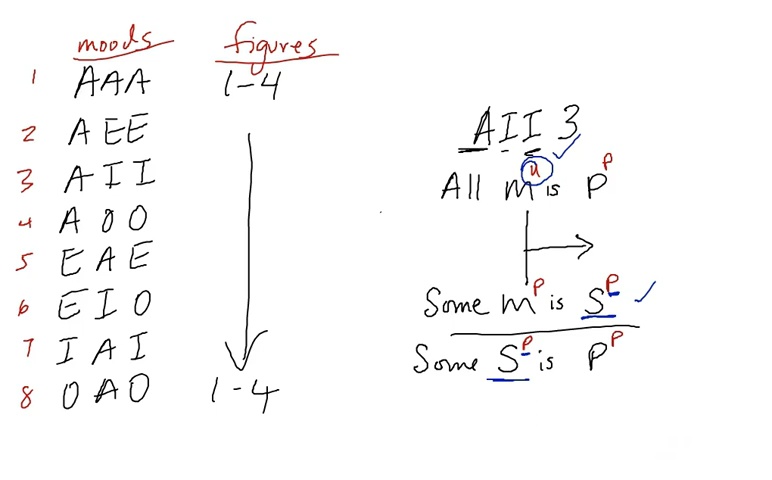 moods figures
1 AAA 1-4
2 AEE
3 AII
4 AOO
5 EAE
6 EIO
7 IAI
8 OAO 1-4
AII 3
All m^u is P^p
Some m^p is S^p
Some S^p is P^p